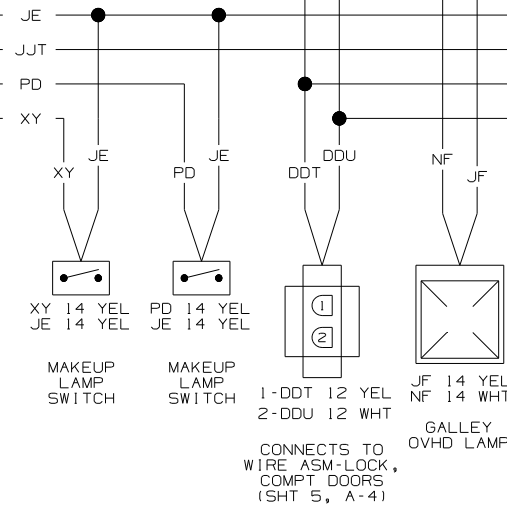 JE
JJT
PD
XY
JE
XY
JE
PD
DDU
DDT
NF
JF
1
2
XY 14 YEL
JE 14 YEL
MAKEUP
LAMP
SWITCH
PD 14 YEL
JE 14 YEL
MAKEUP
LAMP
SWITCH
1-DDT 12 YEL
2-DDU 12 WHT
CONNECTS TO
WIRE ASM-LOCK,
COMPT DOORS
(SHT 5, A-4)
JF 14 YEL
NF 14 WHT
GALLEY
OVHD LAMP